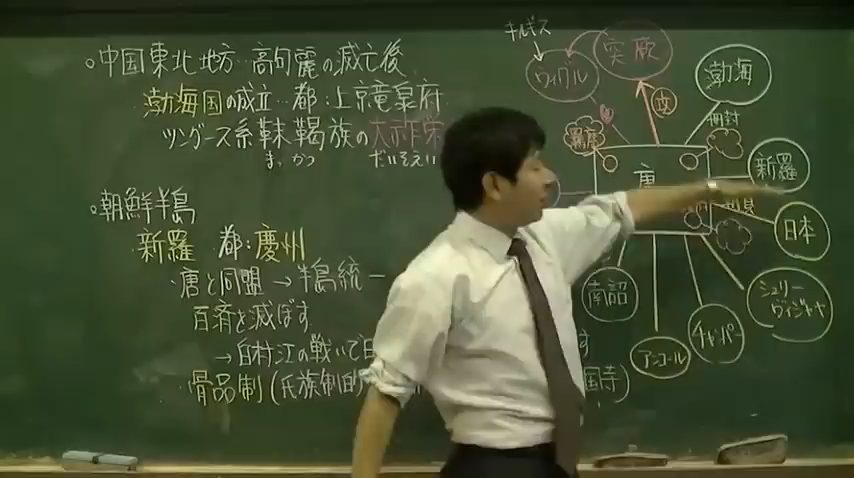 ○中国東北地方…高句麗の滅亡後
渤海国の成立…都:上京竜泉府
ツングース系靺鞨族の大祚栄
まっ かつ だいそえい
○朝鮮半島
新羅 都:慶州
唐と同盟→半島統一
百済を滅ぼす
→白村江の戦いで日
す
骨品制(氏族制的
国寺)
キルギス
ウイグル
突厥
渤海
攻
冊封
羈縻
唐
新羅
日本
南詔
シュリーヴィジャヤ
チャンパー
アンコール